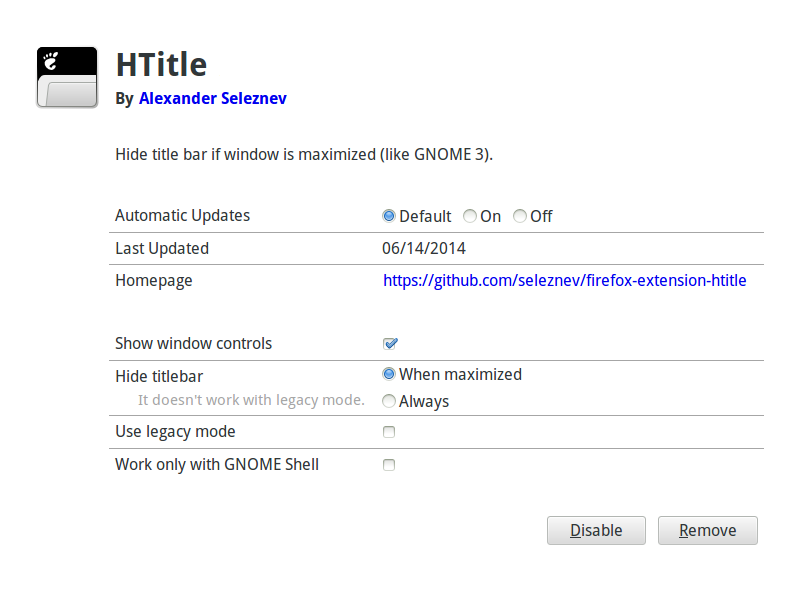 HTitle
By Alexander Seleznev
Hide title bar if window is maximized (like GNOME 3).
Automatic Updates Default On Off
Last Updated 06/14/2014
Homepage https://github.com/seleznev/firefox-extension-htitle
Show window controls
Hide titlebar When maximized
It doesn't work with legacy mode. Always
Use legacy mode
Work only with GNOME Shell
Disable Remove